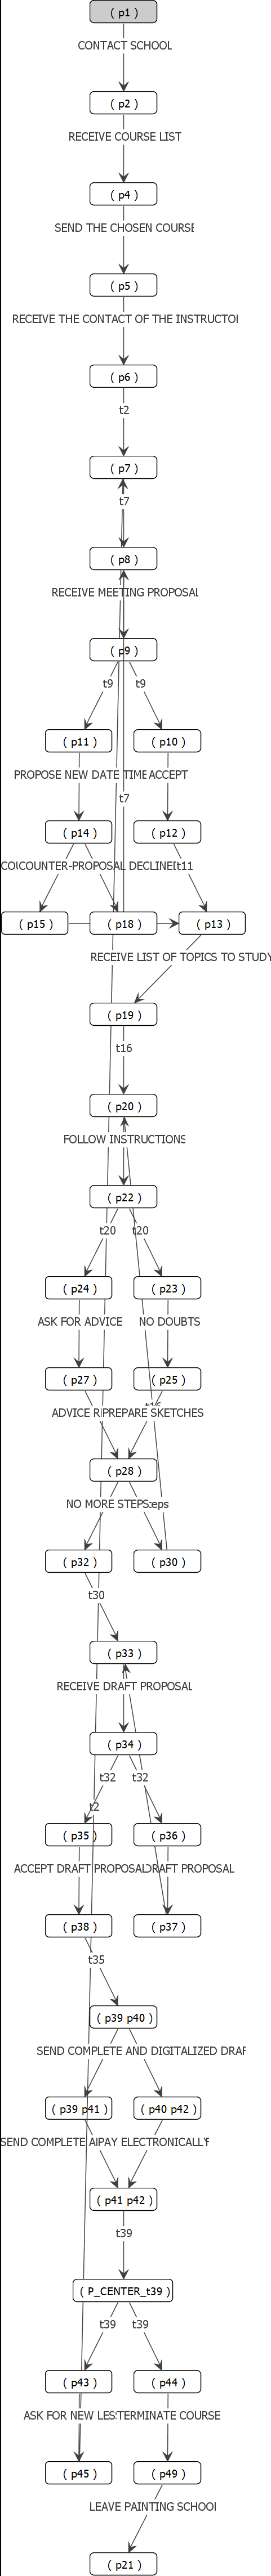 ( p1 )
CONTACT SCHOOL
( p2 )
RECEIVE COURSE LIST
( p4 )
SEND THE CHOSEN COURSE
( p5 )
RECEIVE THE CONTACT OF THE INSTRUCTOR
( p6 )
t2
( p7 )
t7
( p8 )
RECEIVE MEETING PROPOSAL
( p9 )
t9 t9
( p11 ) ( p10 )
PROPOSE NEW DATE TIME ACCEPT
t7
( p14 ) ( p12 )
COUNTER-PROPOSAL DECLINED t11
( p15 ) ( p18 ) ( p13 )
RECEIVE LIST OF TOPICS TO STUDY
( p19 )
t16
( p20 )
FOLLOW INSTRUCTIONS
( p22 )
t20 t20
( p24 ) ( p23 )
ASK FOR ADVICE NO DOUBTS
( p27 ) ( p25 )
ADVICE PREPARE SKETCHES
( p28 )
NO MORE STEPS
( p32 ) ( p30 )
t30
( p33 )
RECEIVE DRAFT PROPOSAL
( p34 )
t32 t32
t2
( p35 ) ( p36 )
ACCEPT DRAFT PROPOSAL DRAFT PROPOSAL
( p38 ) ( p37 )
t35
( p39 p40 )
SEND COMPLETE AND DIGITALIZED DRAF
( p39 p41 ) ( p40 p42 )
SEND COMPLETE A PAY ELECTRONICALLY
( p41 p42 )
t39
( P_CENTER_t39 )
t39 t39
( p43 ) ( p44 )
ASK FOR NEW LES TERMINATE COURSE
( p45 ) ( p49 )
LEAVE PAINTING SCHOOL
( p21 )